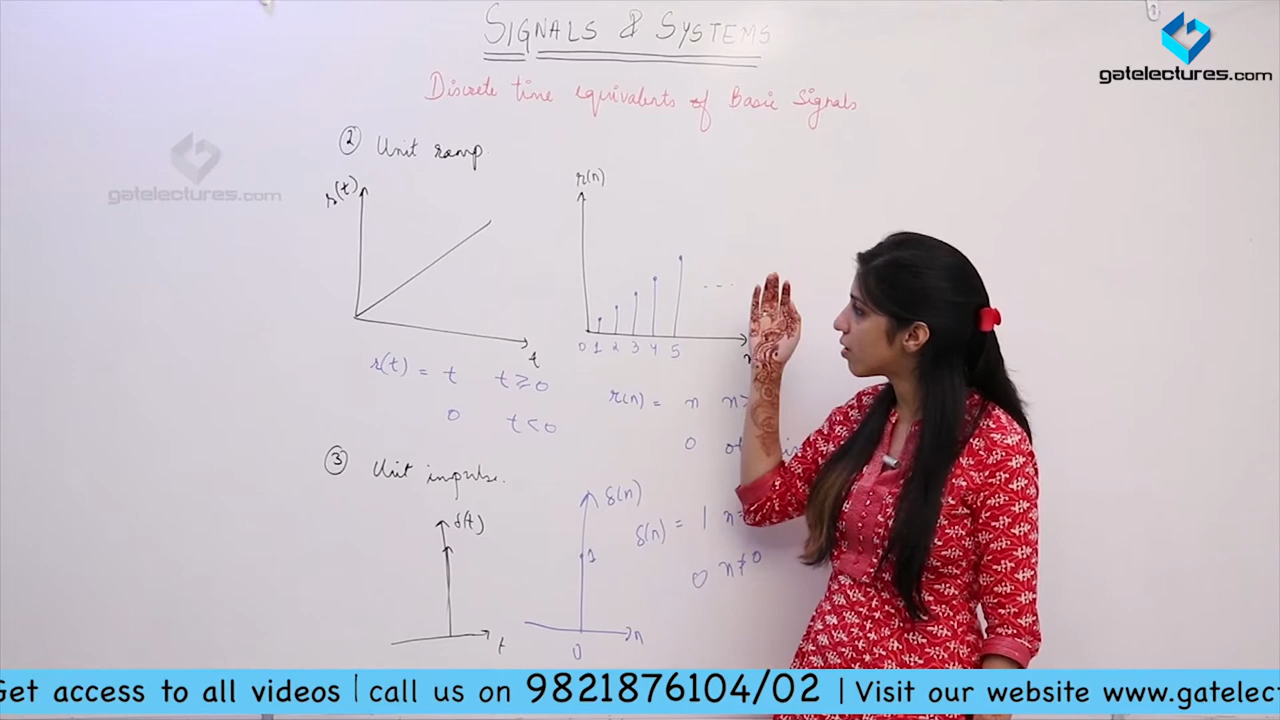 SIGNALS & SYSTEMS
gatelectures.com
Discrete time equivalents of Basic Signals
② Unit ramp
gatelectures.com
r(t)
r(n)
0 1 2 3 4 5
t
r(t) = t t ≥ 0
0 t < 0
r(n) = n n
0
③ Unit impulse.
δ(t)
t
δ(n)
1
0
n
δ(n) = 1 n=
0 n≠0
Get access to all videos | call us on 9821876104/02 | Visit our website www.gatelect